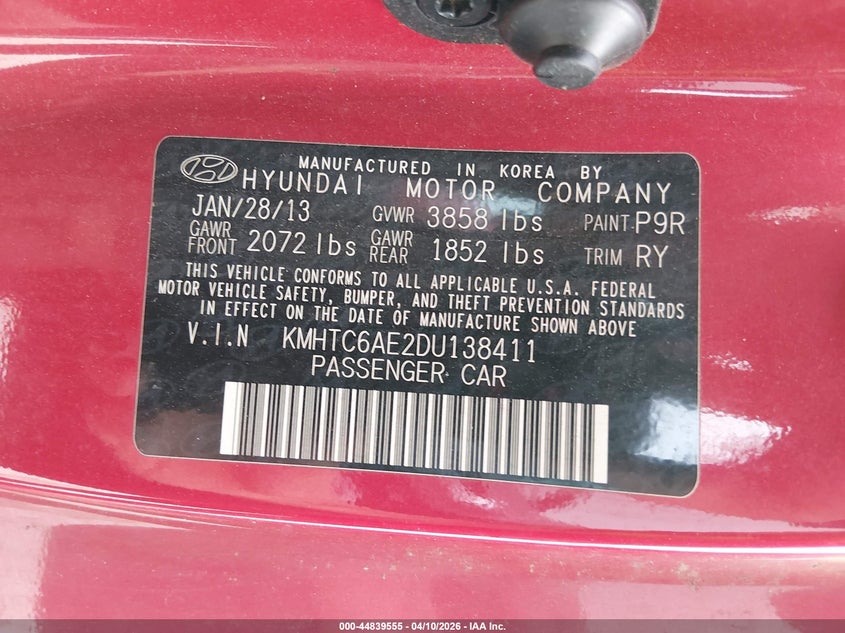 MANUFACTURED IN KOREA BY
HYUNDAI MOTOR COMPANY
JAN/28/13 GVWR 3858 lbs PAINT:P9R
GAWR FRONT 2072 lbs GAWR REAR 1852 lbs TRIM:RY
THIS VEHICLE CONFORMS TO ALL APPLICABLE U.S.A. FEDERAL
MOTOR VEHICLE SAFETY, BUMPER, AND THEFT PREVENTION STANDARDS
IN EFFECT ON THE DATE OF MANUFACTURE SHOWN ABOVE
V.I.N KMHTC6AE2DU138411
PASSENGER CAR
000-44839555 - 04/10/2026 - IAA Inc.